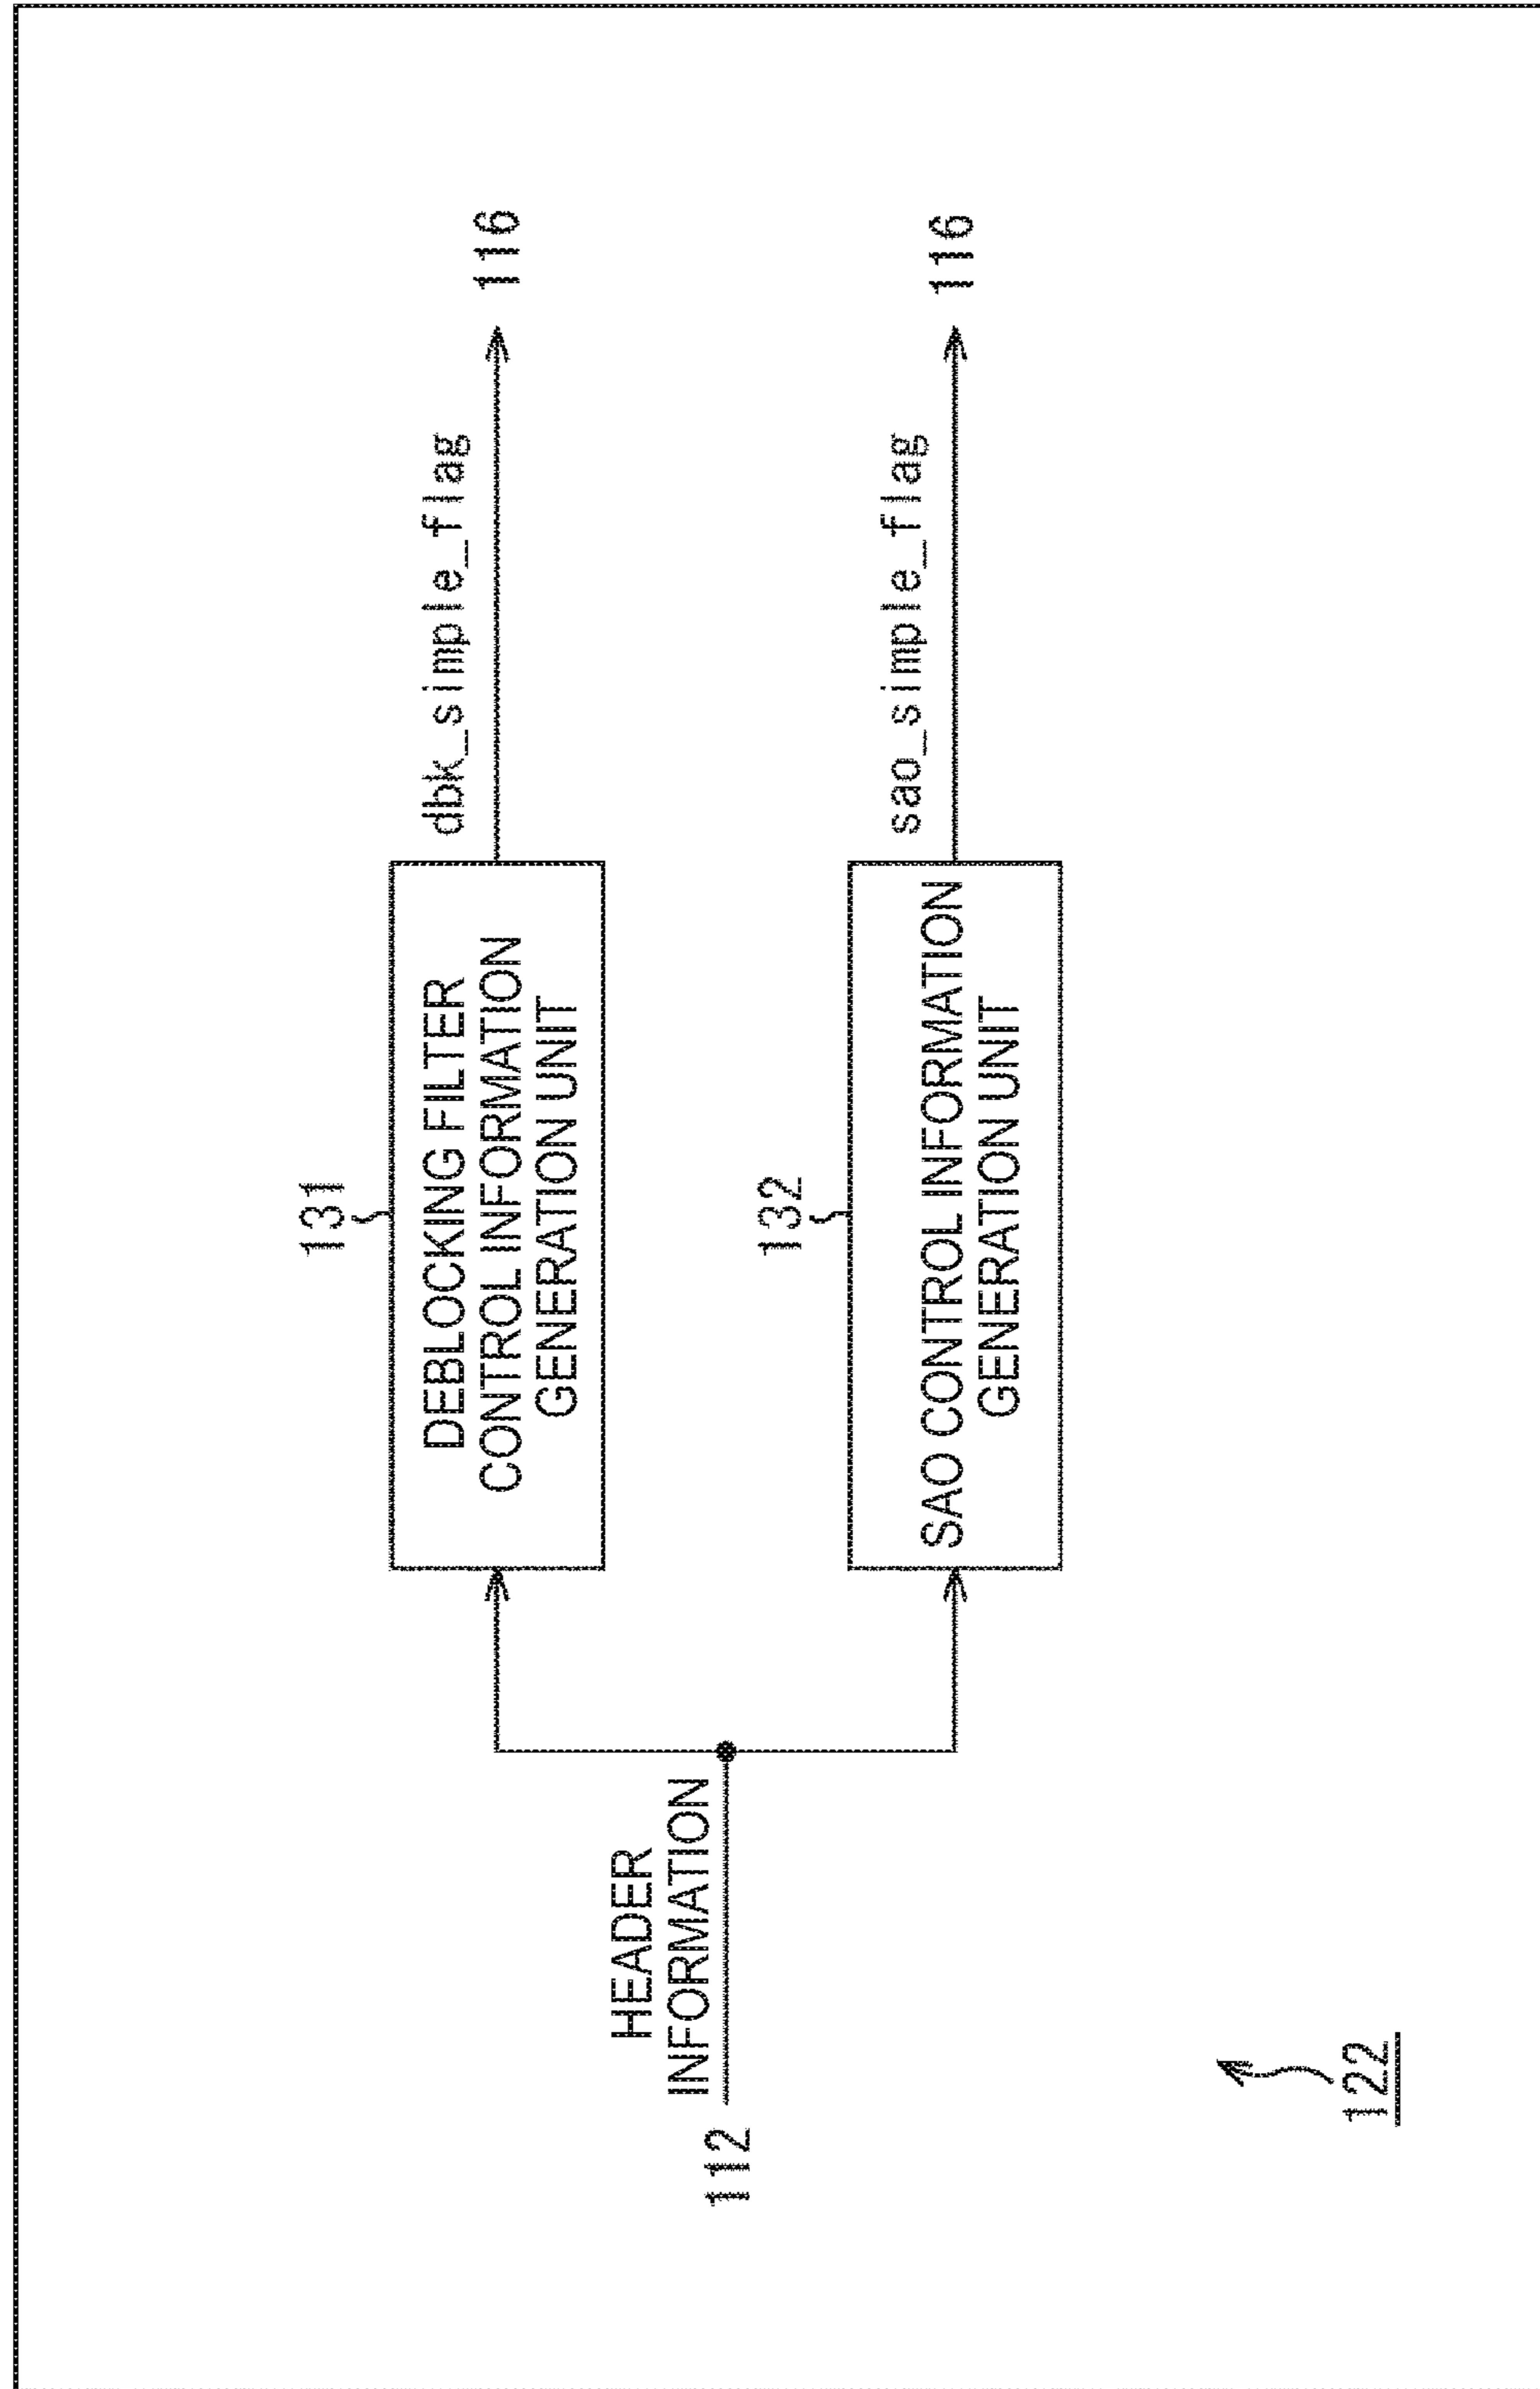 112
HEADER
INFORMATION
131
DEBLOCKING FILTER
CONTROL INFORMATION
GENERATION UNIT
dbk_simple_flag
116
132
SAO CONTROL INFORMATION
GENERATION UNIT
sao_simple_flag
116
122